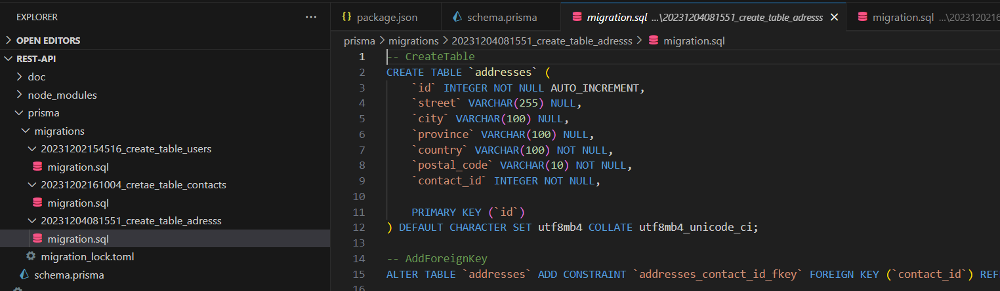 EXPLORER ...
OPEN EDITORS
REST-API
doc
node_modules
prisma
migrations
20231202154516_create_table_users
migration.sql
20231202161004_cretae_table_contacts
migration.sql
20231204081551_create_table_adresss
migration.sql
migration_lock.toml
schema.prisma
{} package.json schema.prisma migration.sql ...\20231204081551_create_table_adresss migration.sql ...\202312021
prisma > migrations > 20231204081551_create_table_adresss > migration.sql
1 -- CreateTable
2 CREATE TABLE `addresses` (
3 `id` INTEGER NOT NULL AUTO_INCREMENT,
4 `street` VARCHAR(255) NULL,
5 `city` VARCHAR(100) NULL,
6 `province` VARCHAR(100) NULL,
7 `country` VARCHAR(100) NOT NULL,
8 `postal_code` VARCHAR(10) NOT NULL,
9 `contact_id` INTEGER NOT NULL,
10
11 PRIMARY KEY (`id`)
12 ) DEFAULT CHARACTER SET utf8mb4 COLLATE utf8mb4_unicode_ci;
13
14 -- AddForeignKey
15 ALTER TABLE `addresses` ADD CONSTRAINT `addresses_contact_id_fkey` FOREIGN KEY (`contact_id`) REF
16